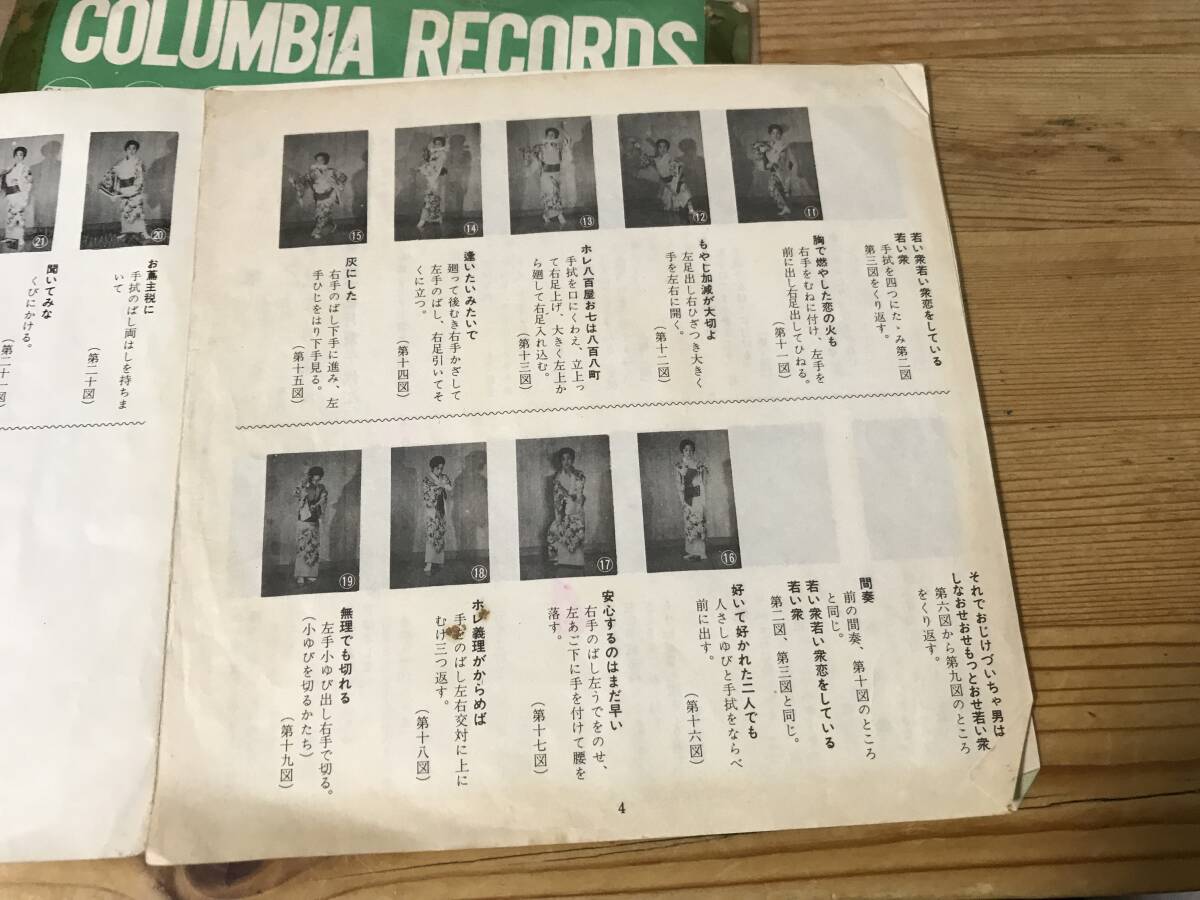 COLUMBIA RECORDS
若い衆若い衆恋をしている
若い衆
手拭を四つにたゝみ第二図
第三図をくり返す。
胸で燃やした恋の火も
右手をむねに付け、左手を
前に出し右足出してひねる。
(第十一図)
もやし加減が大切よ
左足出し右ひざつき大きく
手を左右に開く。
(第十二図)
ホレ八百屋お七は八百八町
手拭を口にくわえ、立上っ
て右足上げ、大きく左上か
ら廻して右足入れ込む。
(第十三図)
逢いたいみたいで
廻って後むき右手かざして
左手のばし、右足引いてそ
くに立つ。
(第十四図)
灰にした
右手のばし下手に進み、左
手ひじをはり下手見る。
(第十五図)
⑪
⑫
⑬
⑭
⑮
それでおじけづいちゃ男は
しなおせおせもっとおせ若い衆
第六図から第九図のところ
をくり返す。
間奏
前の間奏、第十図のところ
と同じ。
若い衆若い衆恋をしている
若い衆
第二図、第三図と同じ。
好いて好かれた二人でも
人さしゆびと手拭をならべ
前に出す。
(第十六図)
安心するのはまだ早い
右手のばし左うでをのせ、
左あご下に手を付けて腰を
落す。
(第十七図)
ホレ義理がからめば
手をのばし左右交対に上に
むけ三つ返す。
(第十八図)
無理でも切れる
左手小ゆび出し右手で切る。
(小ゆびを切るかたち)
(第十九図)
⑯
⑰
⑱
⑲
4
⑳
㉑
お蔦主税に
手拭のばし両はしを持ちま
いて
(第二十図)
聞いてみな
くびにかける。
(第二十一図)